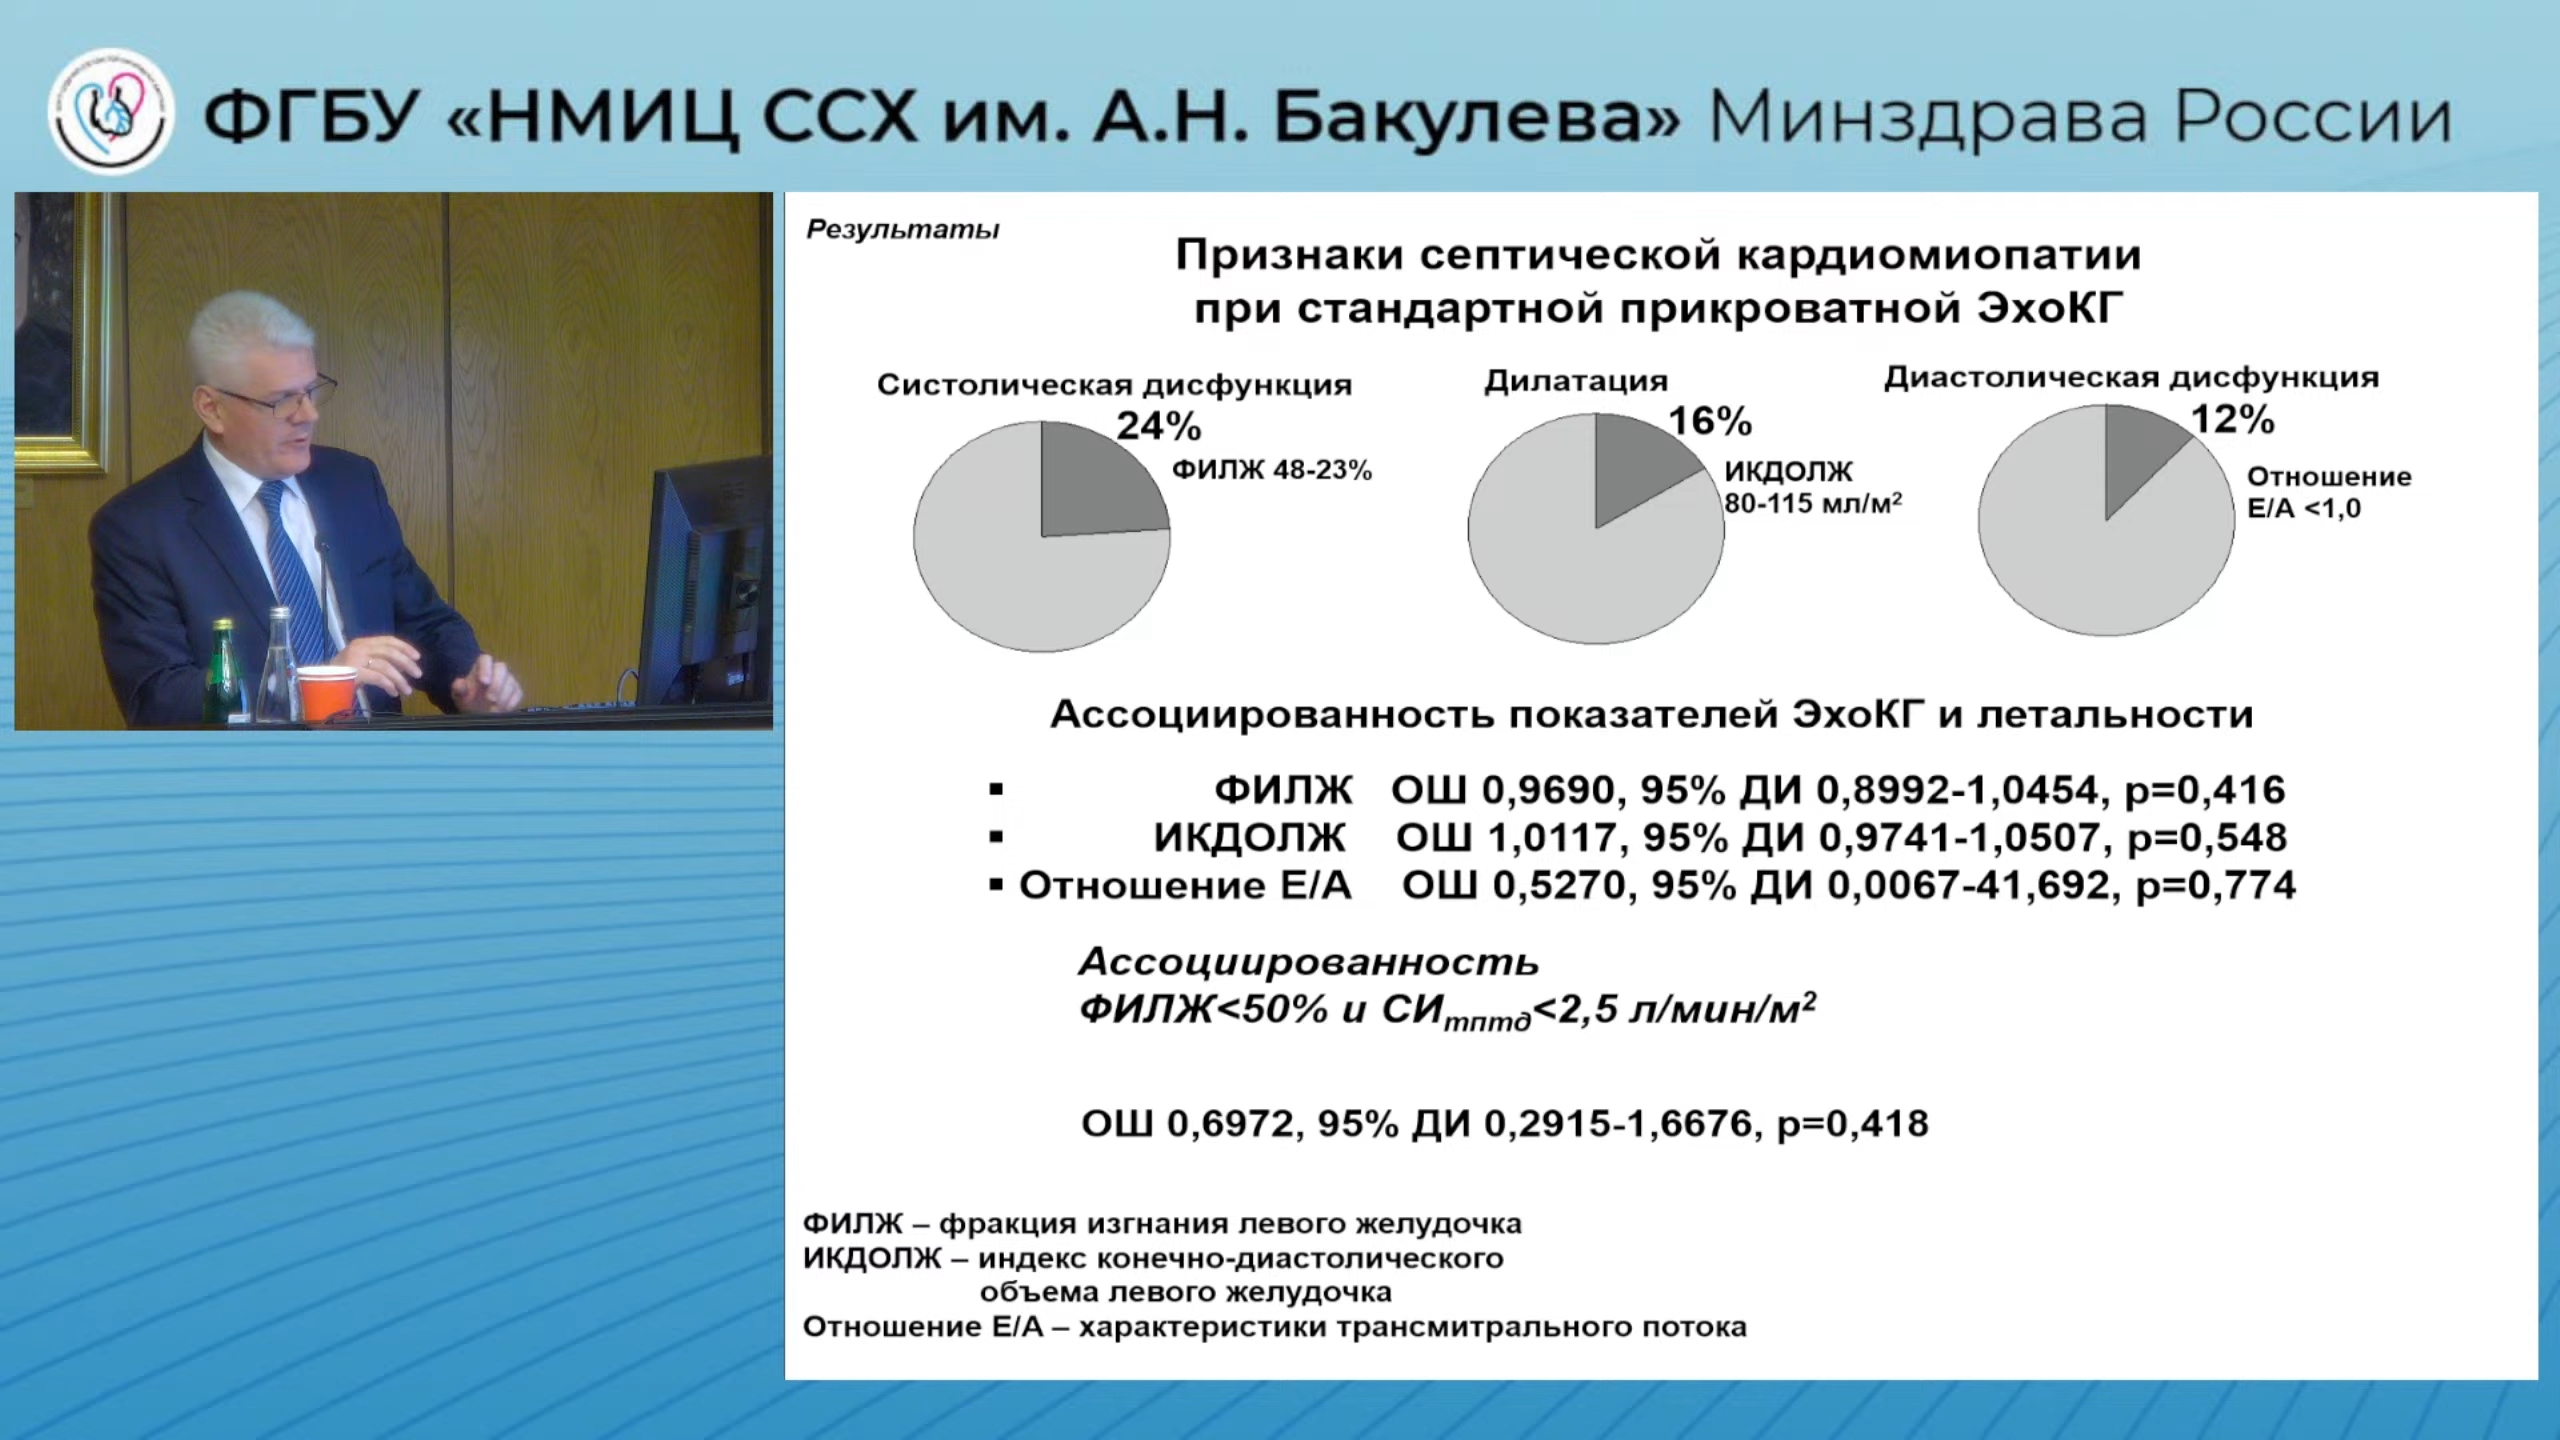 ФГБУ «НМИЦ ССХ им. А.Н. Бакулева» Минздрава России
Результаты
Признаки септической кардиомиопатии
при стандартной прикроватной ЭхоКГ
Систолическая дисфункция
24%
ФИЛЖ 48-23%
Дилатация
16%
ИКДОЛЖ
80-115 мл/м²
Диастолическая дисфункция
12%
Отношение
Е/А <1,0
Ассоциированность показателей ЭхоКГ и летальности
▪ ФИЛЖ ОШ 0,9690, 95% ДИ 0,8992-1,0454, p=0,416
▪ ИКДОЛЖ ОШ 1,0117, 95% ДИ 0,9741-1,0507, p=0,548
▪ Отношение Е/А ОШ 0,5270, 95% ДИ 0,0067-41,692, p=0,774
Ассоциированность
ФИЛЖ<50% и СИтптд<2,5 л/мин/м²
ОШ 0,6972, 95% ДИ 0,2915-1,6676, p=0,418
ФИЛЖ – фракция изгнания левого желудочка
ИКДОЛЖ – индекс конечно-диастолического
объема левого желудочка
Отношение Е/А – характеристики трансмитрального потока